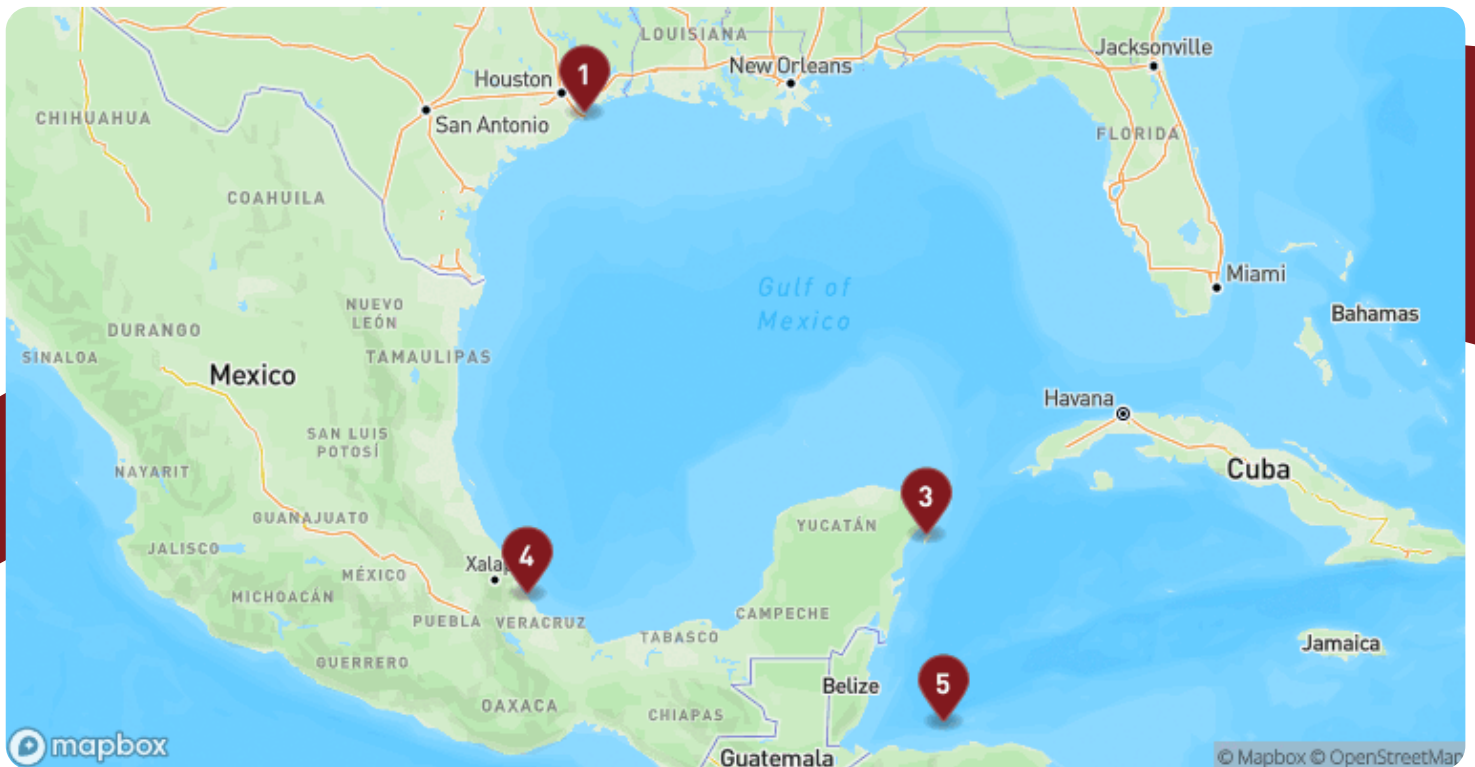 LOUISIANA
Jacksonville
New Orleans
Houston
1
CHIHUAHUA
San Antonio
FLORIDA
COAHUILA
Miami
Gulf of
Mexico
NUEVO
LEÓN
Bahamas
DURANGO
SINALOA
TAMAULIPAS
Mexico
Havana
SAN LUIS
POTOSÍ
NAYARIT
Cuba
3
GUANAJUATO
YUCATÁN
JALISCO
4
Xala
MÉXICO
MICHOACÁN
PUEBLA
VERACRUZ
CAMPECHE
TABASCO
Jamaica
GUERRERO
Belize
5
OAXACA
CHIAPAS
mapbox
Guatemala
© Mapbox © OpenStreetMap